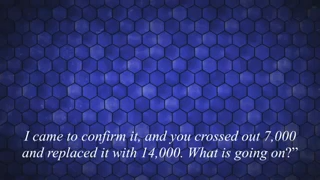 I came to confirm it, and you crossed out 7,000
and replaced it with 14,000. What is going on?”